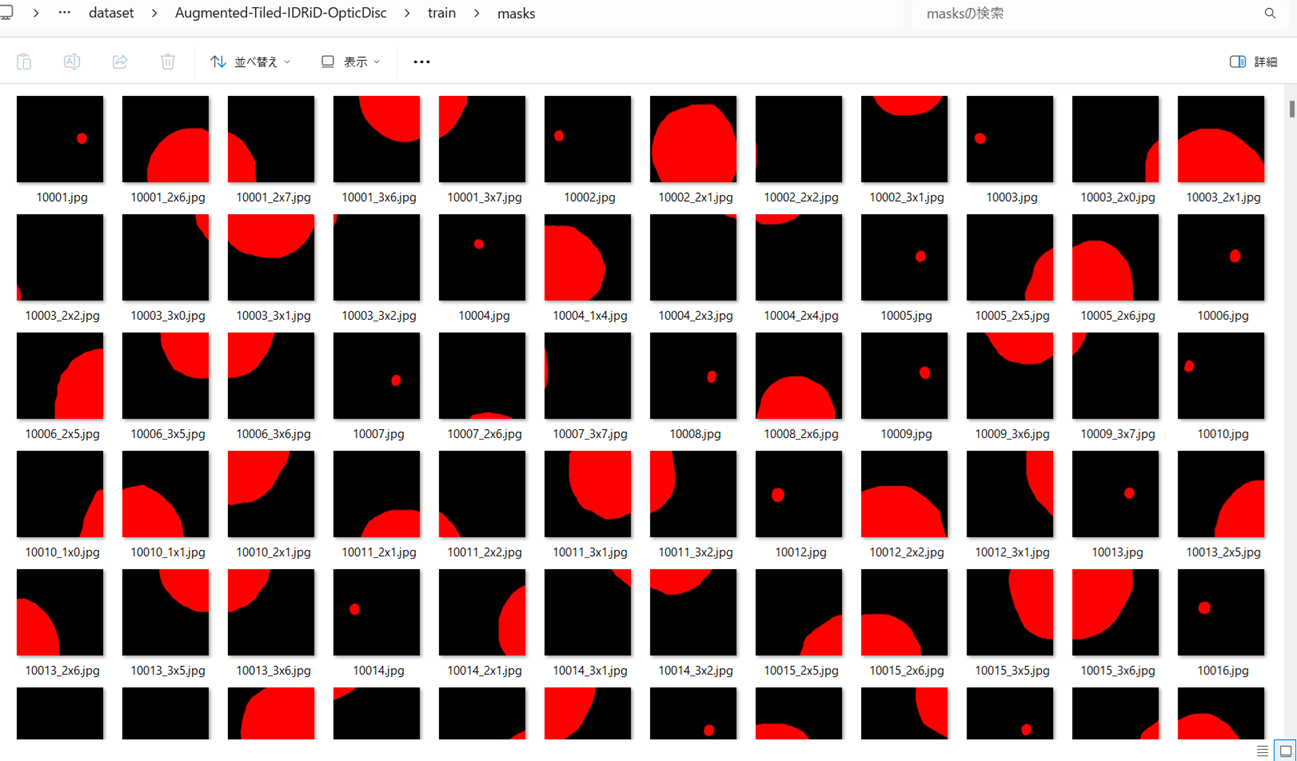 dataset > Augmented-Tiled-IDRiD-OpticDisc > train > masks
masksの検索
並べ替え
表示
詳細
10001.jpg 10001_2x6.jpg 10001_2x7.jpg 10001_3x6.jpg 10001_3x7.jpg 10002.jpg 10002_2x1.jpg 10002_2x2.jpg 10002_3x1.jpg 10003.jpg 10003_2x0.jpg 10003_2x1.jpg
10003_2x2.jpg 10003_3x0.jpg 10003_3x1.jpg 10003_3x2.jpg 10004.jpg 10004_1x4.jpg 10004_2x3.jpg 10004_2x4.jpg 10005.jpg 10005_2x5.jpg 10005_2x6.jpg 10006.jpg
10006_2x5.jpg 10006_3x5.jpg 10006_3x6.jpg 10007.jpg 10007_2x6.jpg 10007_3x7.jpg 10008.jpg 10008_2x6.jpg 10009.jpg 10009_3x6.jpg 10009_3x7.jpg 10010.jpg
10010_1x0.jpg 10010_1x1.jpg 10010_2x1.jpg 10011_2x1.jpg 10011_2x2.jpg 10011_3x1.jpg 10011_3x2.jpg 10012.jpg 10012_2x2.jpg 10012_3x1.jpg 10013.jpg 10013_2x5.jpg
10013_2x6.jpg 10013_3x5.jpg 10013_3x6.jpg 10014.jpg 10014_2x1.jpg 10014_3x1.jpg 10014_3x2.jpg 10015_2x5.jpg 10015_2x6.jpg 10015_3x5.jpg 10015_3x6.jpg 10016.jpg